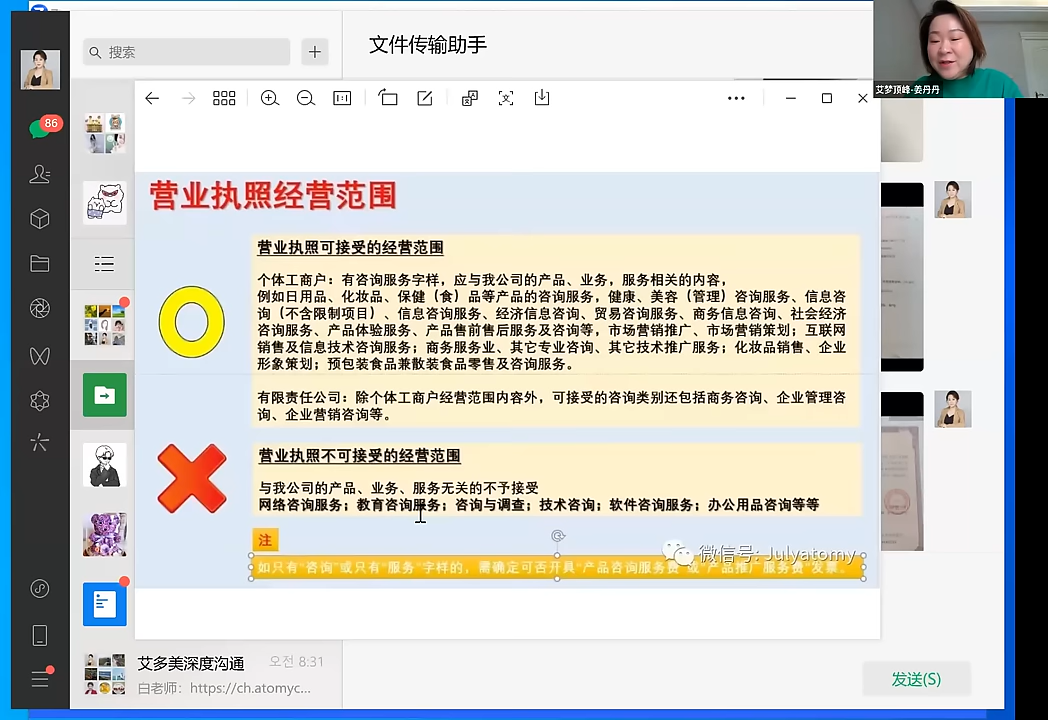 搜索
文件传输助手
艾梦顶峰-姜丹丹
86
营业执照经营范围
营业执照可接受的经营范围
个体工商户：有咨询服务字样，应与我公司的产品、业务，服务相关的内容，
例如日用品、化妆品、保健（食）品等产品的咨询服务，健康、美容（管理）咨询服务、信息咨
询（不含限制项目）、信息咨询服务、经济信息咨询、贸易咨询服务、商务信息咨询、社会经济
咨询服务、产品体验服务、产品售前售后服务及咨询等，市场营销推广、市场营销策划；互联网
销售及信息技术咨询服务；商务服务业、其它专业咨询、其它技术推广服务；化妆品销售、企业
形象策划；预包装食品兼散装食品零售及咨询服务。
有限责任公司：除个体工商户经营范围内容外，可接受的咨询类别还包括商务咨询、企业管理咨
询、企业营销咨询等。
营业执照不可接受的经营范围
与我公司的产品、业务、服务无关的不予接受
网络咨询服务；教育咨询服务；咨询与调查；技术咨询；软件咨询服务；办公用品咨询等等
注
微信号: Julyatomy
如只有“咨询”或只有“服务”字样的，需确定可否开具“产品咨询服务费”或“产品推广服务费”发票。
艾多美深度沟通 오전 8:31
白老师: https://ch.atomyc...
发送(S)